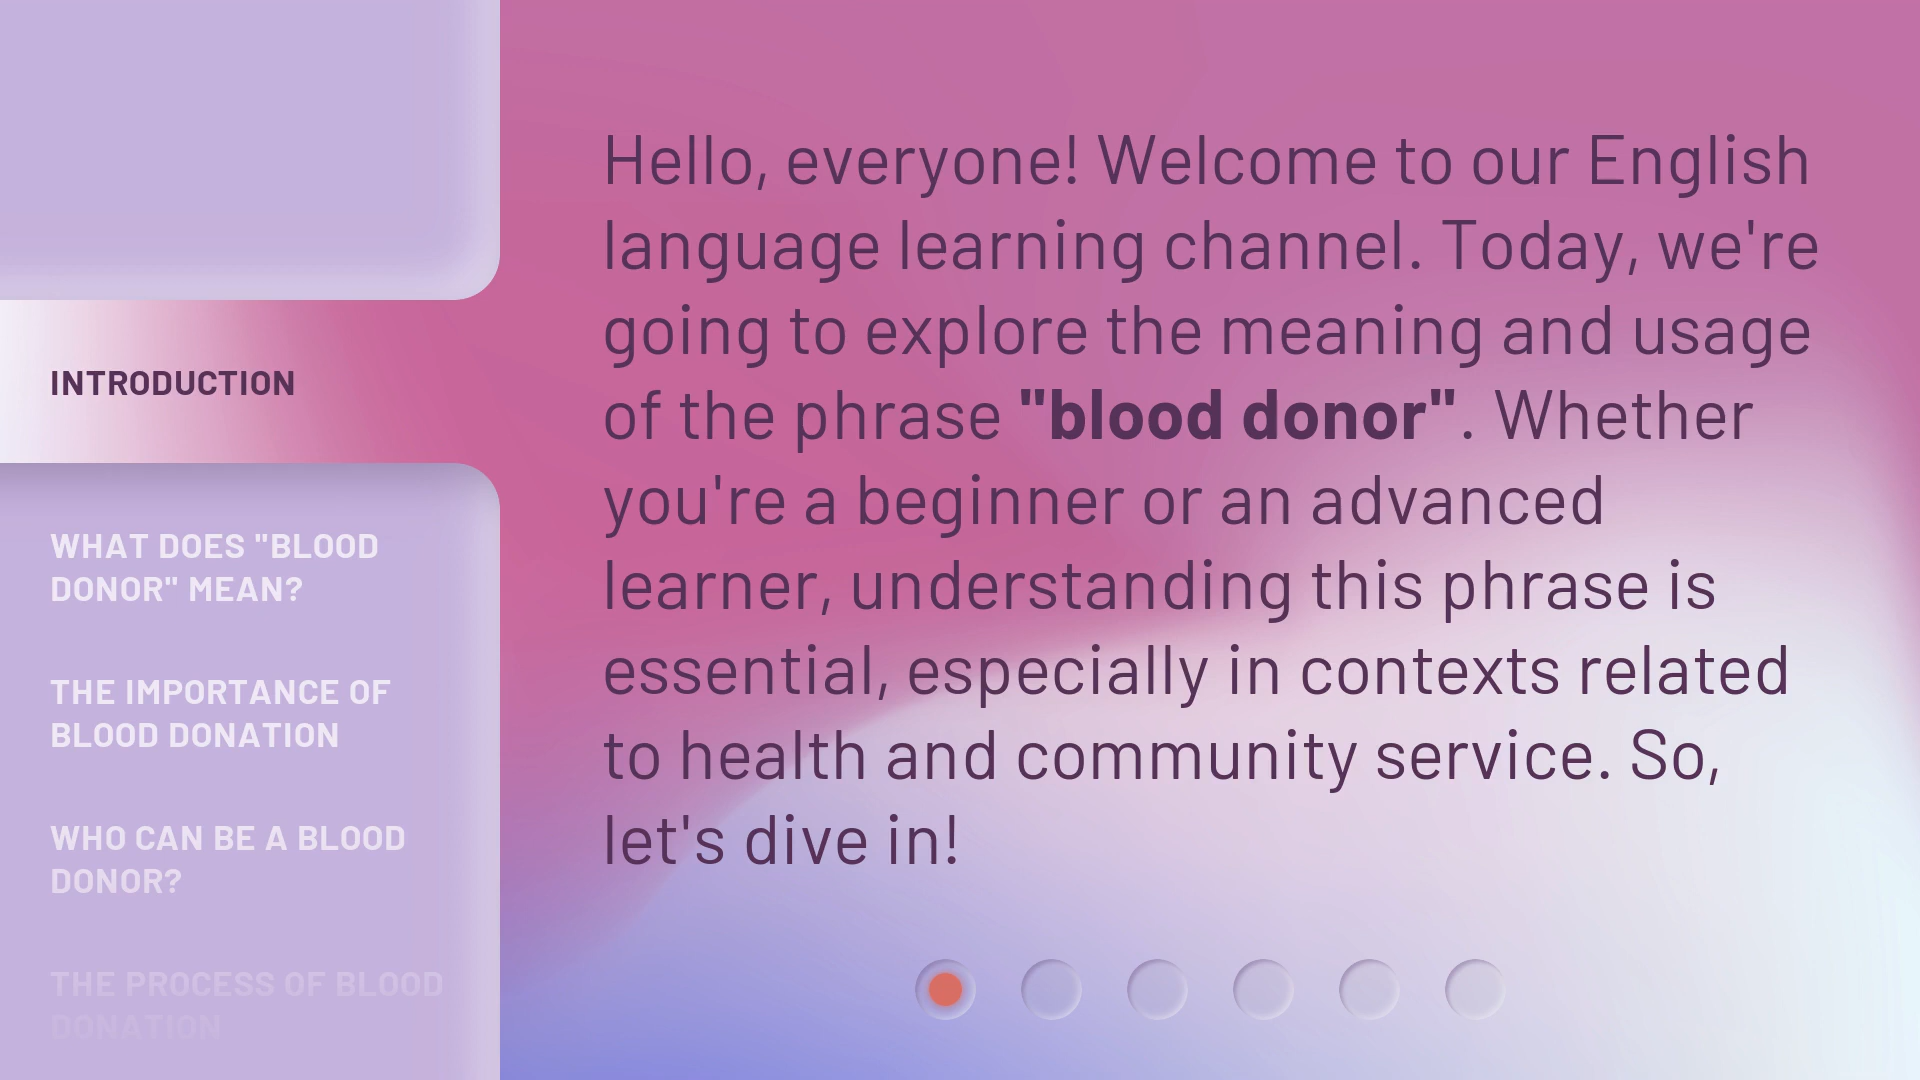 INTRODUCTION
WHAT DOES "BLOOD
DONOR" MEAN?
THE IMPORTANCE OF
BLOOD DONATION
WHO CAN BE A BLOOD
DONOR?
THE PROCESS OF BLOOD
DONATION
Hello, everyone! Welcome to our English
language learning channel. Today, we're
going to explore the meaning and usage
of the phrase "blood donor". Whether
you're a beginner or an advanced
learner, understanding this phrase is
essential, especially in contexts related
to health and community service. So,
let's dive in!